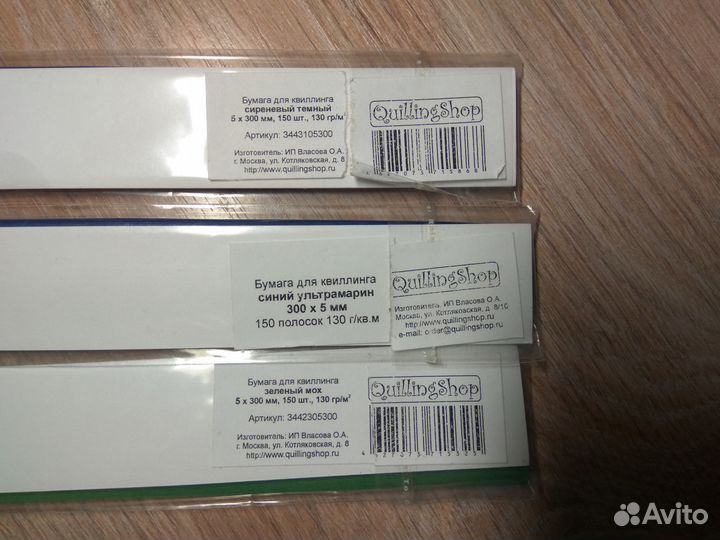 Бумага для квиллинга
сиреневый темный
5 х 300 мм, 150 шт., 130 гр/м²
Артикул: 3443105300
Изготовитель: ИП Власова О.А.
г. Москва, ул. Котляковская, д. 8
http://www.quillingshop.ru
QuillingShop
Бумага для квиллинга
синий ультрамарин
300 х 5 мм
150 полосок 130 г/кв.м
QuillingShop
Изготовитель: ИП Власова О.А.
Москва, ул. Котляковская, д. 8/10
http://www.quillingshop.ru
e-mail: order@quillingshop.ru
Бумага для квиллинга
зеленый мох
5 х 300 мм, 150 шт., 130 гр/м²
Артикул: 3442305300
Изготовитель: ИП Власова О.А.
г. Москва, ул. Котляковская, д. 8
http://www.quillingshop.ru
QuillingShop
Avito